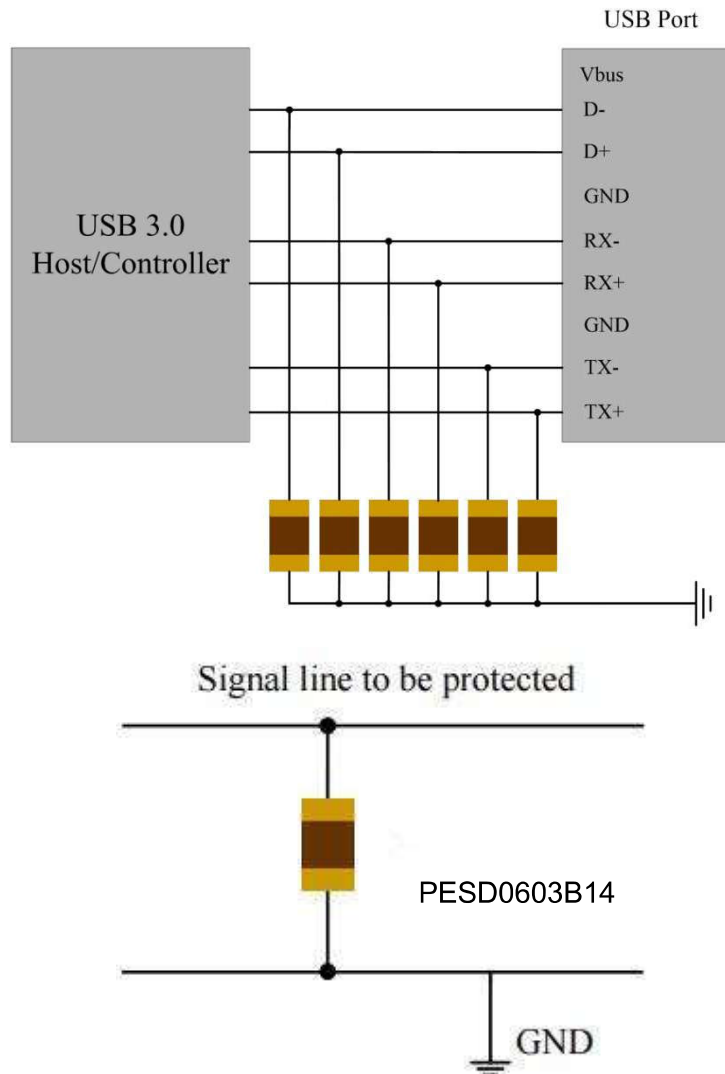 USB Port
Vbus
D-
D+
GND
USB 3.0
Host/Controller
RX-
RX+
GND
TX-
TX+
Signal line to be protected
PESD0603B14
GND